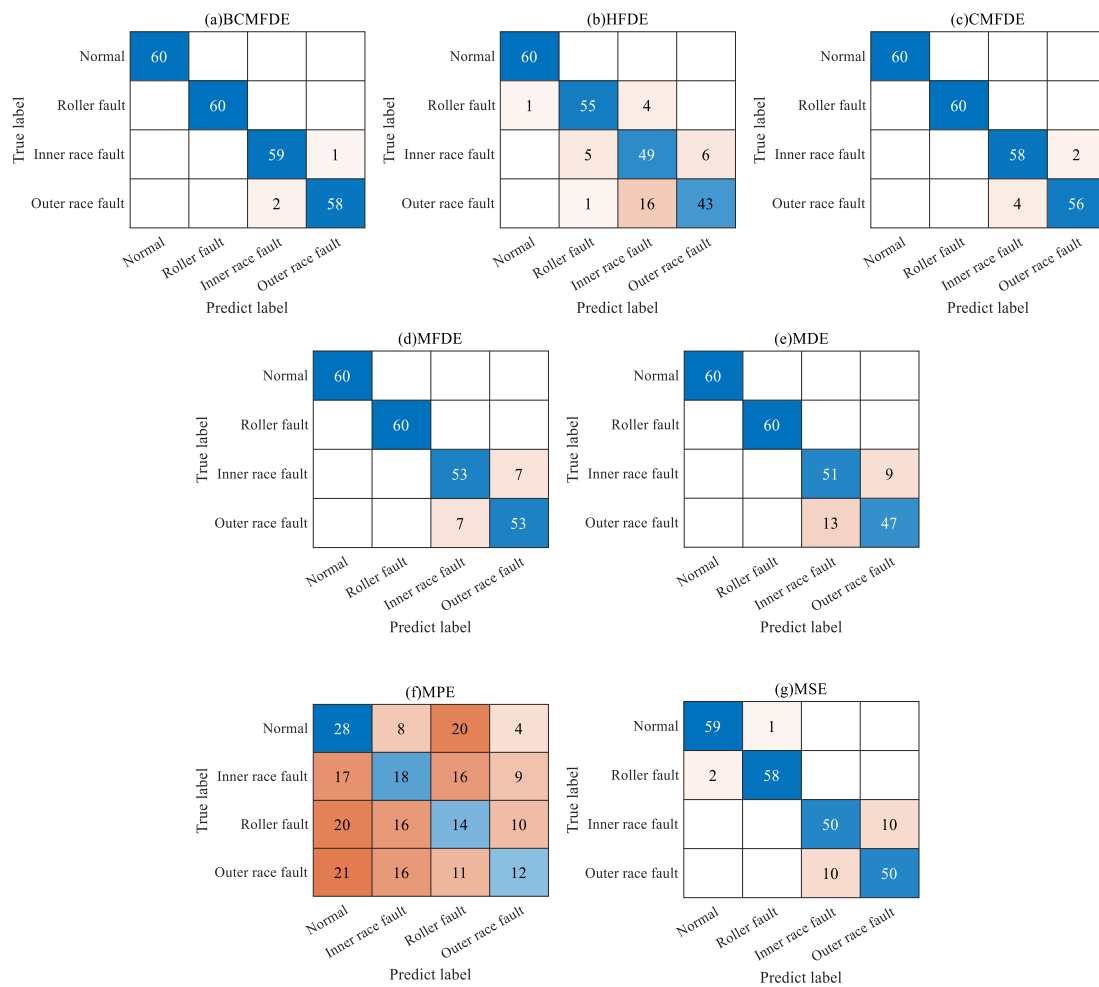 (a)BCMFDE
True label
Normal 60
Roller fault 60
Inner race fault 59 1
Outer race fault 2 58
Normal
Roller fault
Inner race fault
Outer race fault
Predict label
(b)HFDE
True label
Normal 60
Roller fault 1 55 4
Inner race fault 5 49 6
Outer race fault 1 16 43
Normal
Roller fault
Inner race fault
Outer race fault
Predict label
(c)CMFDE
True label
Normal 60
Roller fault 60
Inner race fault 58 2
Outer race fault 4 56
Normal
Roller fault
Inner race fault
Outer race fault
Predict label
(d)MFDE
True label
Normal 60
Roller fault 60
Inner race fault 53 7
Outer race fault 7 53
Normal
Roller fault
Inner race fault
Outer race fault
Predict label
(e)MDE
True label
Normal 60
Roller fault 60
Inner race fault 51 9
Outer race fault 13 47
Normal
Roller fault
Inner race fault
Outer race fault
Predict label
(f)MPE
True label
Normal 28 8 20 4
Inner race fault 17 18 16 9
Roller fault 20 16 14 10
Outer race fault 21 16 11 12
Normal
Inner race fault
Roller fault
Outer race fault
Predict label
(g)MSE
True label
Normal 59 1
Roller fault 2 58
Inner race fault 50 10
Outer race fault 10 50
Normal
Roller fault
Inner race fault
Outer race fault
Predict label